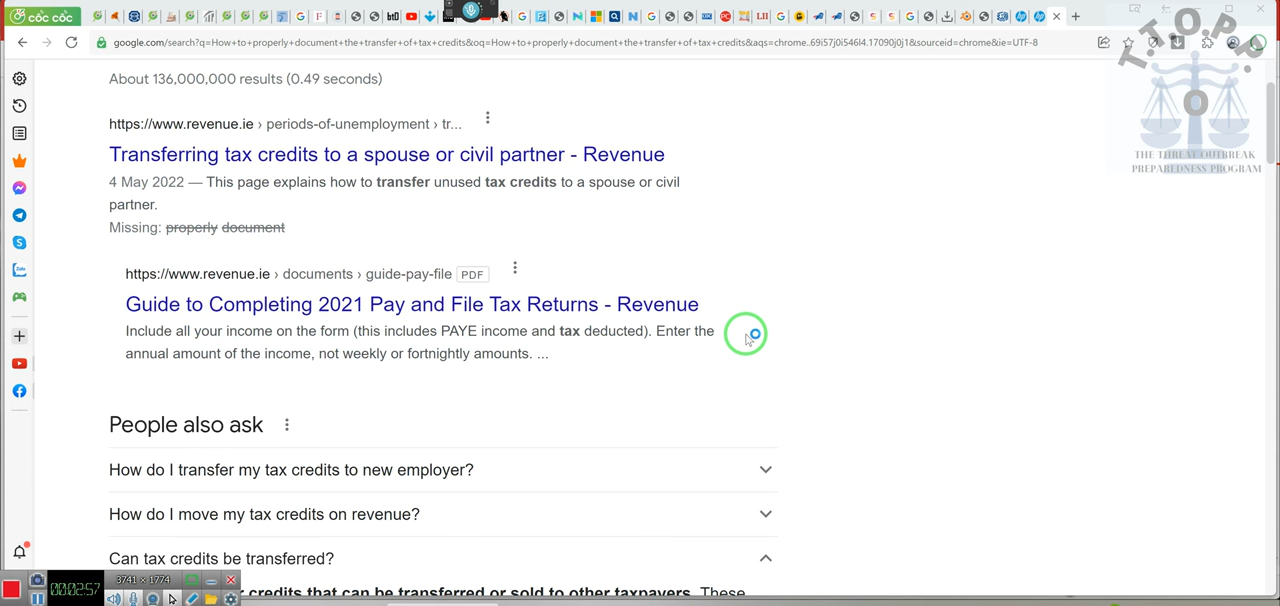 cốc cốc
google.com/search?q=How+to+properly+document+the+transfer+of+tax+credits&oq=How+to+properly+document+the+transfer+of+tax+credits&aqs=chrome..69i57j0i546l4.17090j0j1&sourceid=chrome&ie=UTF-8
T.T.O.P.P.
O
THE THREAT OUTBREAK
PREPAREDNESS PROGRAM
About 136,000,000 results (0.49 seconds)
https://www.revenue.ie › periods-of-unemployment › tr...
Transferring tax credits to a spouse or civil partner - Revenue
4 May 2022 — This page explains how to transfer unused tax credits to a spouse or civil
partner.
Missing: properly document
https://www.revenue.ie › documents › guide-pay-file PDF
Guide to Completing 2021 Pay and File Tax Returns - Revenue
Include all your income on the form (this includes PAYE income and tax deducted). Enter the
annual amount of the income, not weekly or fortnightly amounts. ...
People also ask
How do I transfer my tax credits to new employer?
How do I move my tax credits on revenue?
Can tax credits be transferred?
credits that can be transferred or sold to other taxpayers. These
00:02:57
3741 x 1774